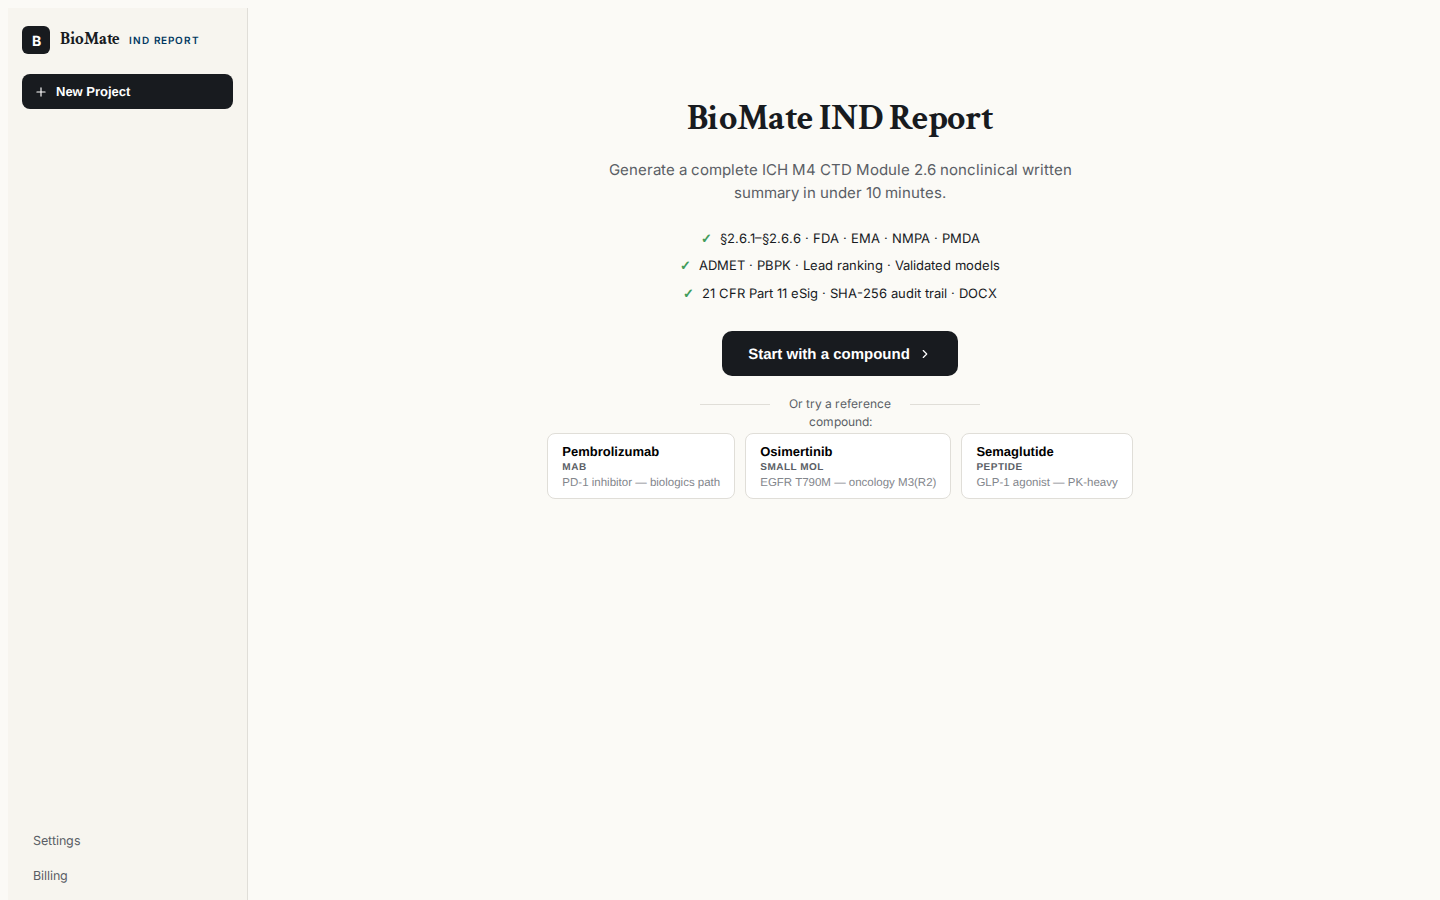 B BioMate IND REPORT
+ New Project
BioMate IND Report
Generate a complete ICH M4 CTD Module 2.6 nonclinical written
summary in under 10 minutes.
✓ §2.6.1–§2.6.6 · FDA · EMA · NMPA · PMDA
✓ ADMET · PBPK · Lead ranking · Validated models
✓ 21 CFR Part 11 eSig · SHA-256 audit trail · DOCX
Start with a compound
Or try a reference
compound:
Pembrolizumab
MAB
PD-1 inhibitor — biologics path
Osimertinib
SMALL MOL
EGFR T790M — oncology M3(R2)
Semaglutide
PEPTIDE
GLP-1 agonist — PK-heavy
Settings
Billing